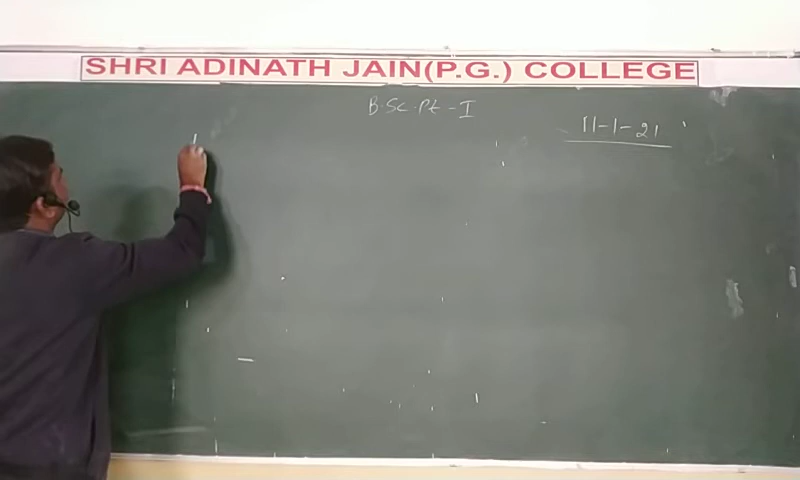 SHRI ADINATH JAIN(P.G.) COLLEGE
B.Sc. Pt - I
11-1-21